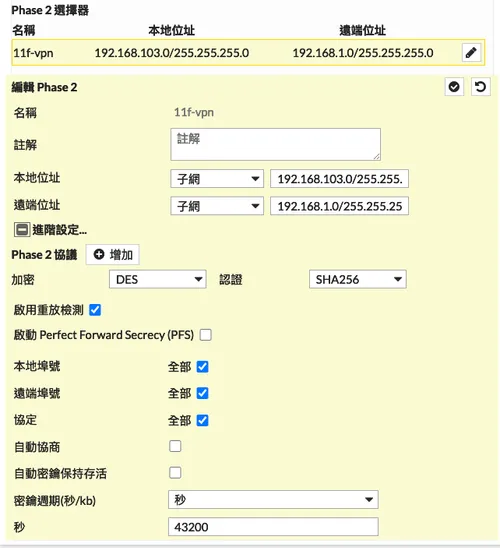 Phase 2 選擇器
名稱 本地位址 遠端位址
11f-vpn 192.168.103.0/255.255.255.0 192.168.1.0/255.255.255.0
編輯 Phase 2
名稱 11f-vpn
註解 註解
本地位址 子網 192.168.103.0/255.255.
遠端位址 子網 192.168.1.0/255.255.25
進階設定...
Phase 2 協議 增加
加密 DES 認證 SHA256
啟用重放檢測
啟動 Perfect Forward Secrecy (PFS)
本地埠號 全部
遠端埠號 全部
協定 全部
自動協商
自動密鑰保持存活
密鑰週期(秒/kb) 秒
秒 43200